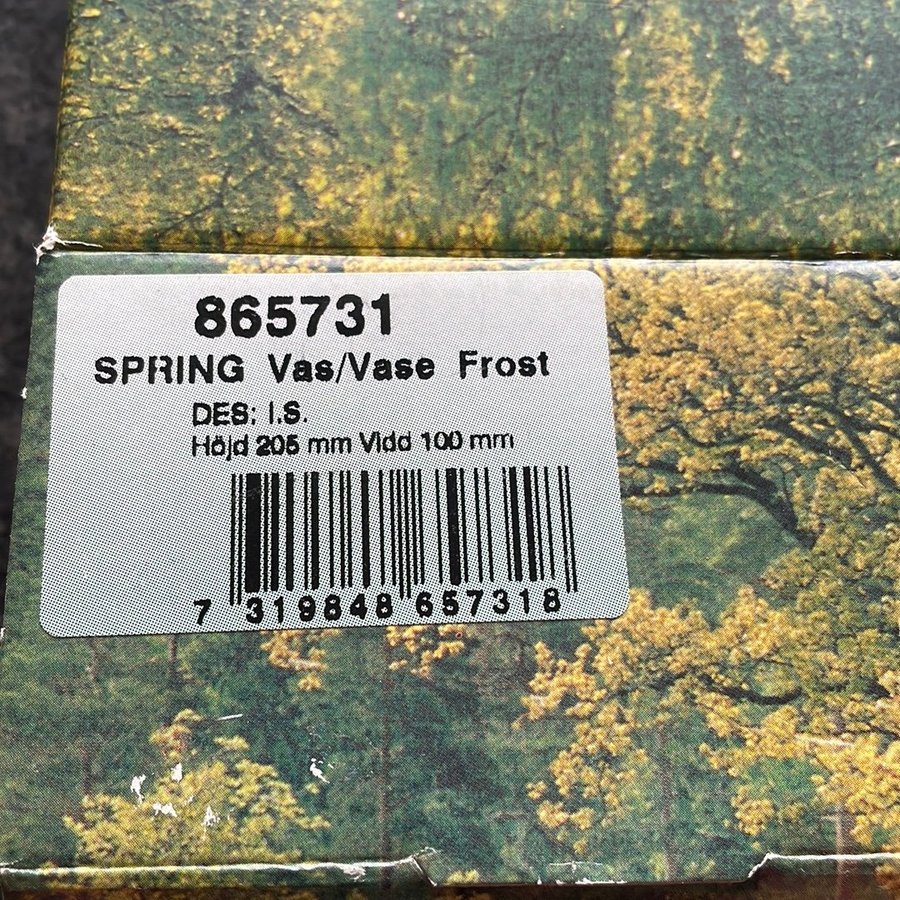 865731
SPRING Vas/Vase Frost
DES: I.S.
Höjd 205 mm Vidd 100 mm
7 319848 657318